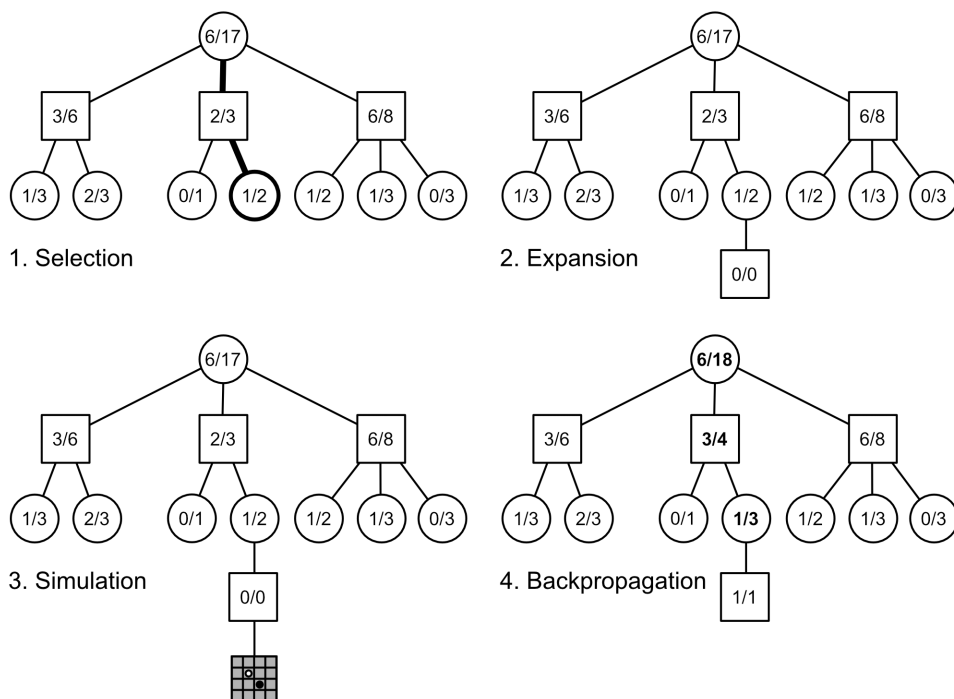 6/17
3/6 2/3 6/8
1/3 2/3 0/1 1/2 1/2 1/3 0/3
1. Selection
6/17
3/6 2/3 6/8
1/3 2/3 0/1 1/2 1/2 1/3 0/3
2. Expansion
0/0
6/17
3/6 2/3 6/8
1/3 2/3 0/1 1/2 1/2 1/3 0/3
3. Simulation
0/0
6/18
3/6 3/4 6/8
1/3 2/3 0/1 1/3 1/2 1/3 0/3
4. Backpropagation
1/1